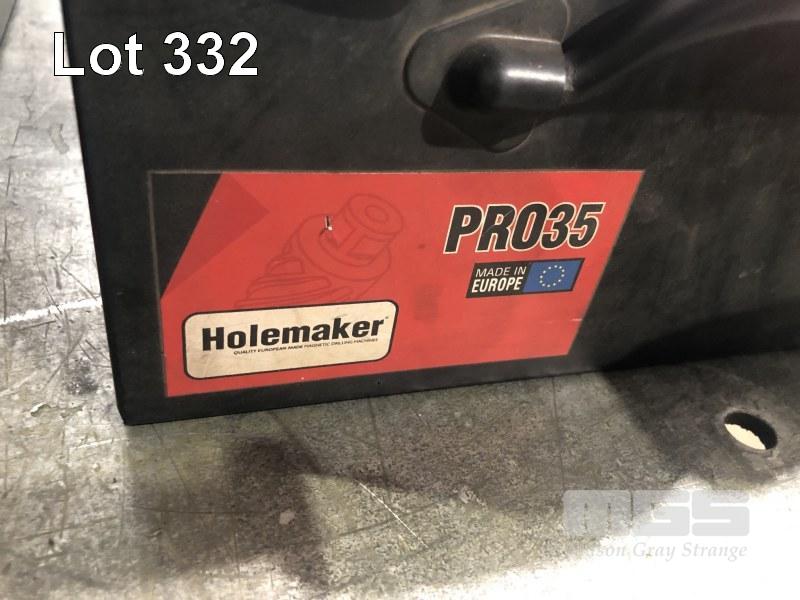 Lot 332
PRO35
MADE IN
EUROPE
Holemaker
QUALITY EUROPEAN MADE MAGNETIC DRILLING MACHINES
MGS
Gray Strange